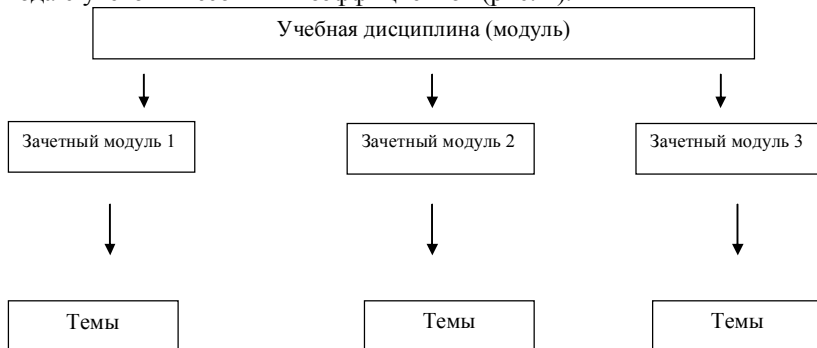 Учебная дисциплина (модуль)
Зачетный модуль 1 Зачетный модуль 2 Зачетный модуль 3
Темы Темы Темы